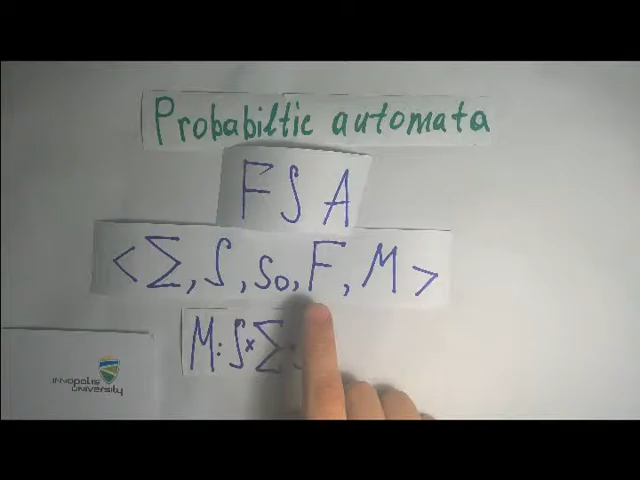 Probabiltic automata
FSA
<Σ, S, s₀, F, M>
M: S × Σ
INNOPOLIS
UNIVERSITY